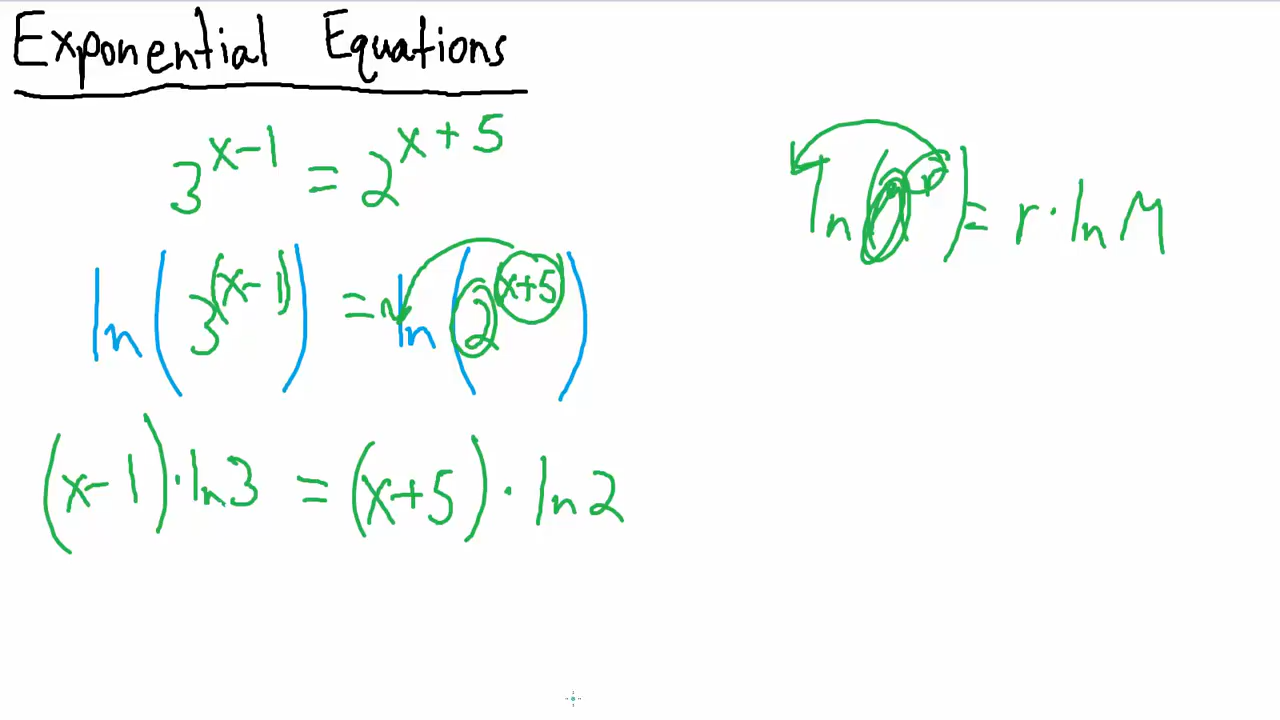 Exponential Equations
3^(x-1) = 2^(x+5)
ln(3^(x-1)) = ln(2^(x+5))
(x-1)·ln3 = (x+5)·ln2
ln( ^r) = r·ln M